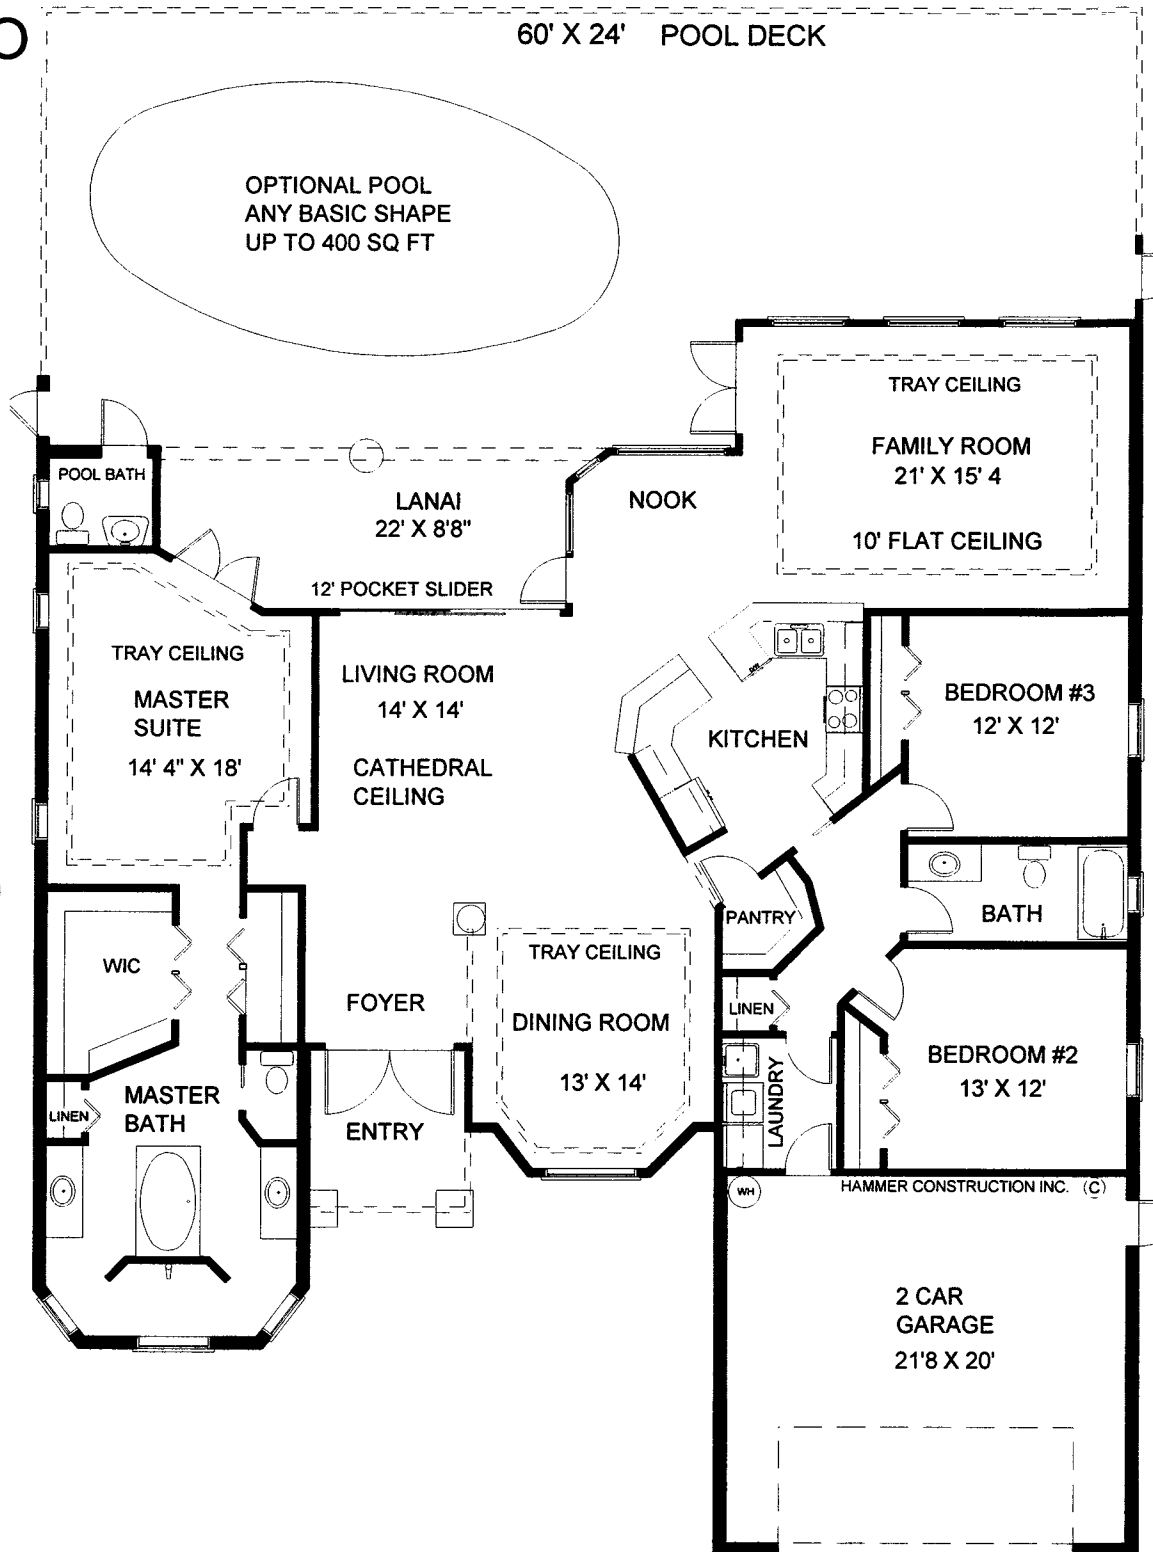 60' X 24' POOL DECK
OPTIONAL POOL
ANY BASIC SHAPE
UP TO 400 SQ FT
TRAY CEILING
FAMILY ROOM
21' X 15' 4
10' FLAT CEILING
POOL BATH
LANAI
22' X 8'8"
NOOK
12' POCKET SLIDER
TRAY CEILING
MASTER
SUITE
14' 4" X 18'
LIVING ROOM
14' X 14'
CATHEDRAL
CEILING
KITCHEN
BEDROOM #3
12' X 12'
BATH
PANTRY
WIC
FOYER
TRAY CEILING
DINING ROOM
13' X 14'
LINEN
LAUNDRY
BEDROOM #2
13' X 12'
MASTER
BATH
LINEN
ENTRY
WH
HAMMER CONSTRUCTION INC. (C)
2 CAR
GARAGE
21'8 X 20'